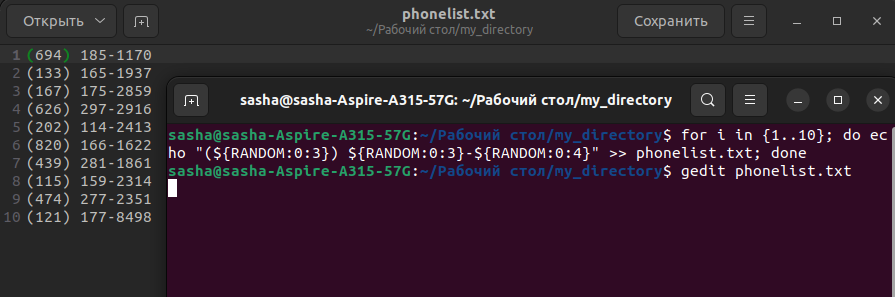 Открыть
phonelist.txt
~/Рабочий стол/my_directory
Сохранить
1 (694) 185-1170
2 (133) 165-1937
3 (167) 175-2859
4 (626) 297-2916
5 (202) 114-2413
6 (820) 166-1622
7 (439) 281-1861
8 (115) 159-2314
9 (474) 277-2351
10 (121) 177-8498
sasha@sasha-Aspire-A315-57G: ~/Рабочий стол/my_directory
sasha@sasha-Aspire-A315-57G:~/Рабочий стол/my_directory$ for i in {1..10}; do ec
ho "(${RANDOM:0:3}) ${RANDOM:0:3}-${RANDOM:0:4}" >> phonelist.txt; done
sasha@sasha-Aspire-A315-57G:~/Рабочий стол/my_directory$ gedit phonelist.txt